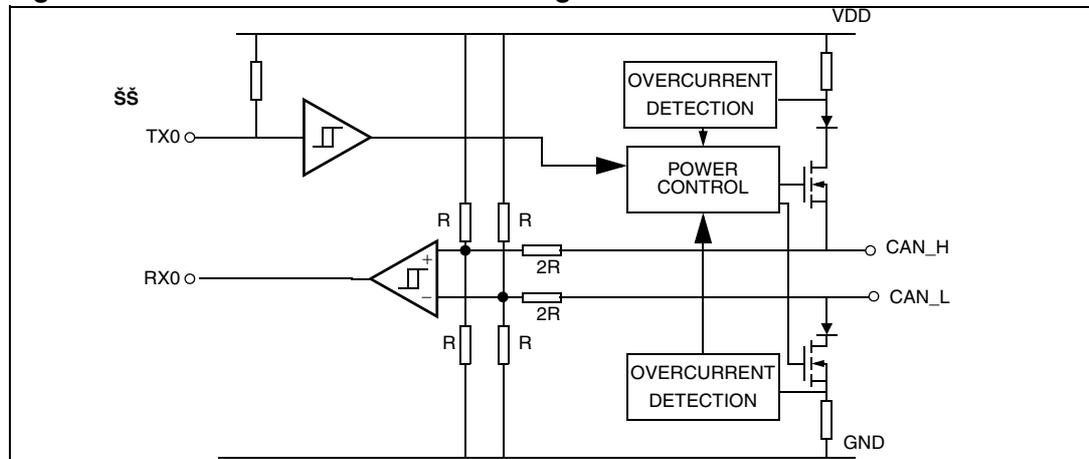 VDD
OVERCURRENT
DETECTION
ŠŠ
TX0
POWER
CONTROL
R
R
CAN_H
+
2R
RX0
−
CAN_L
2R
R
R
OVERCURRENT
DETECTION
GND